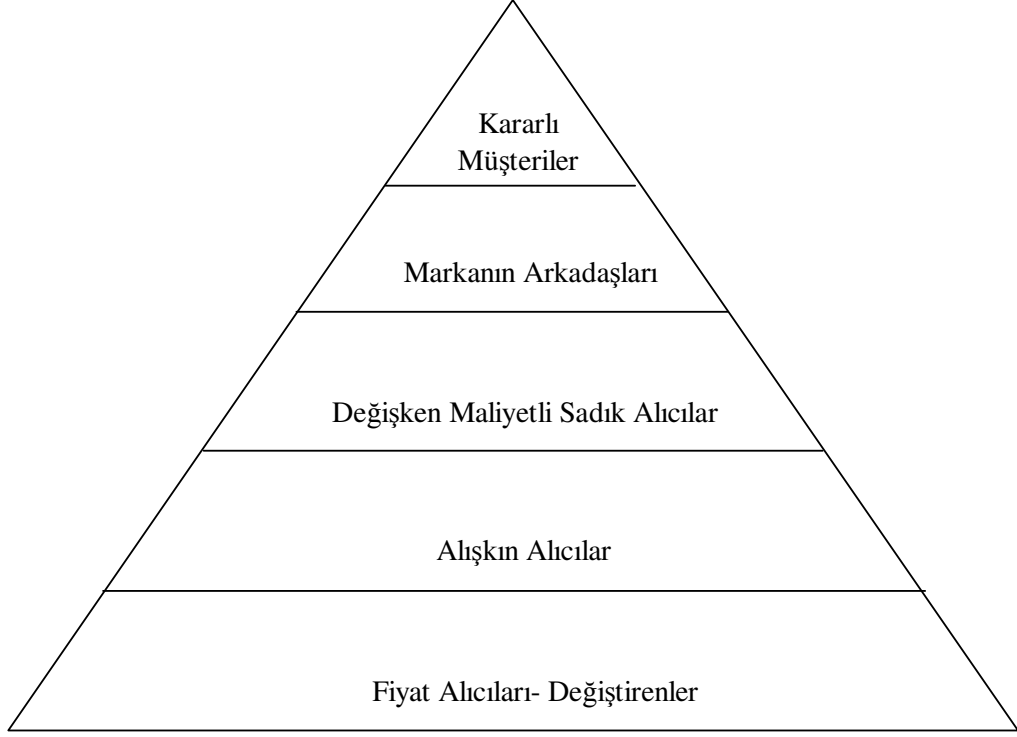 Kararlı
Müşteriler
Markanın Arkadaşları
Değişken Maliyetli Sadık Alıcılar
Alışkın Alıcılar
Fiyat Alıcıları- Değiştirenler